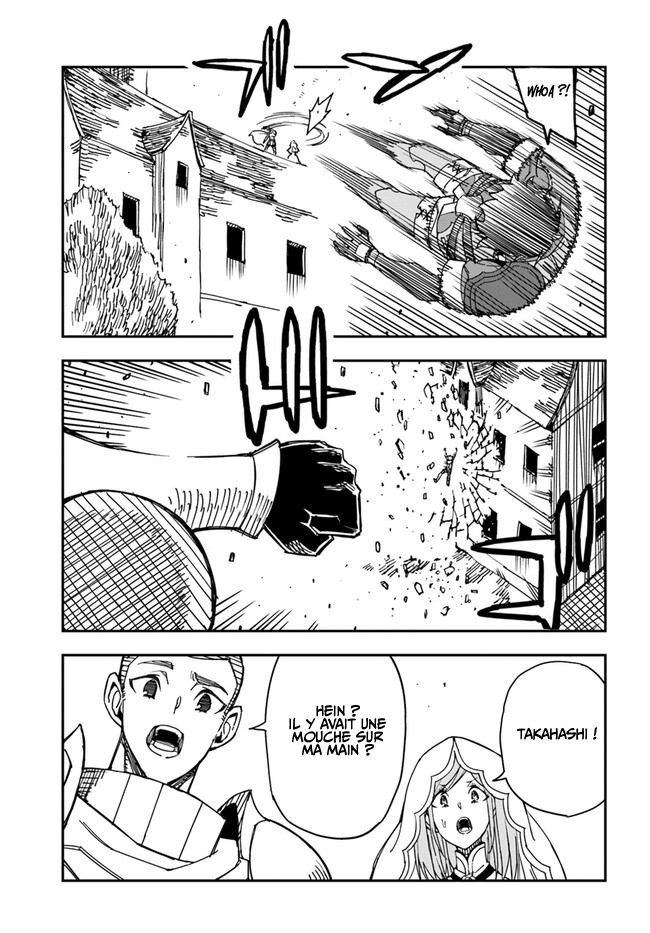 WHOA ?!
TAKAHASHI !
HEIN ?
IL Y AVAIT UNE
MOUCHE SUR
MA MAIN ?